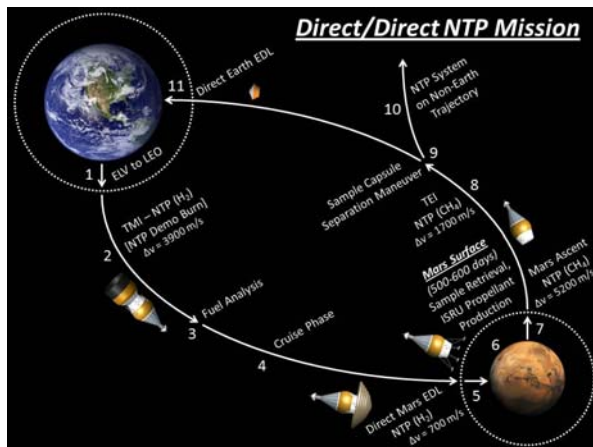 Direct/Direct NTP Mission
11
Direct Earth EDL
NTP System
on Non-Earth
Trajectory
10
1
ELV to LEO
9
Sample Capsule
Separation Maneuver
8
TMI – NTP (H₂)
[NTP Demo Burn]
Δv = 3900 m/s
2
TEI
NTP (CH₄)
Δv = 1700 m/s
Mars Surface
(500-600 days)
Sample Retrieval,
ISRU Propellant
Production
Mars Ascent
NTP (CH₄)
Δv = 5200 m/s
Fuel Analysis
3
Cruise Phase
4
7
6
5
Direct Mars EDL
NTP (H₂)
Δv = 700 m/s